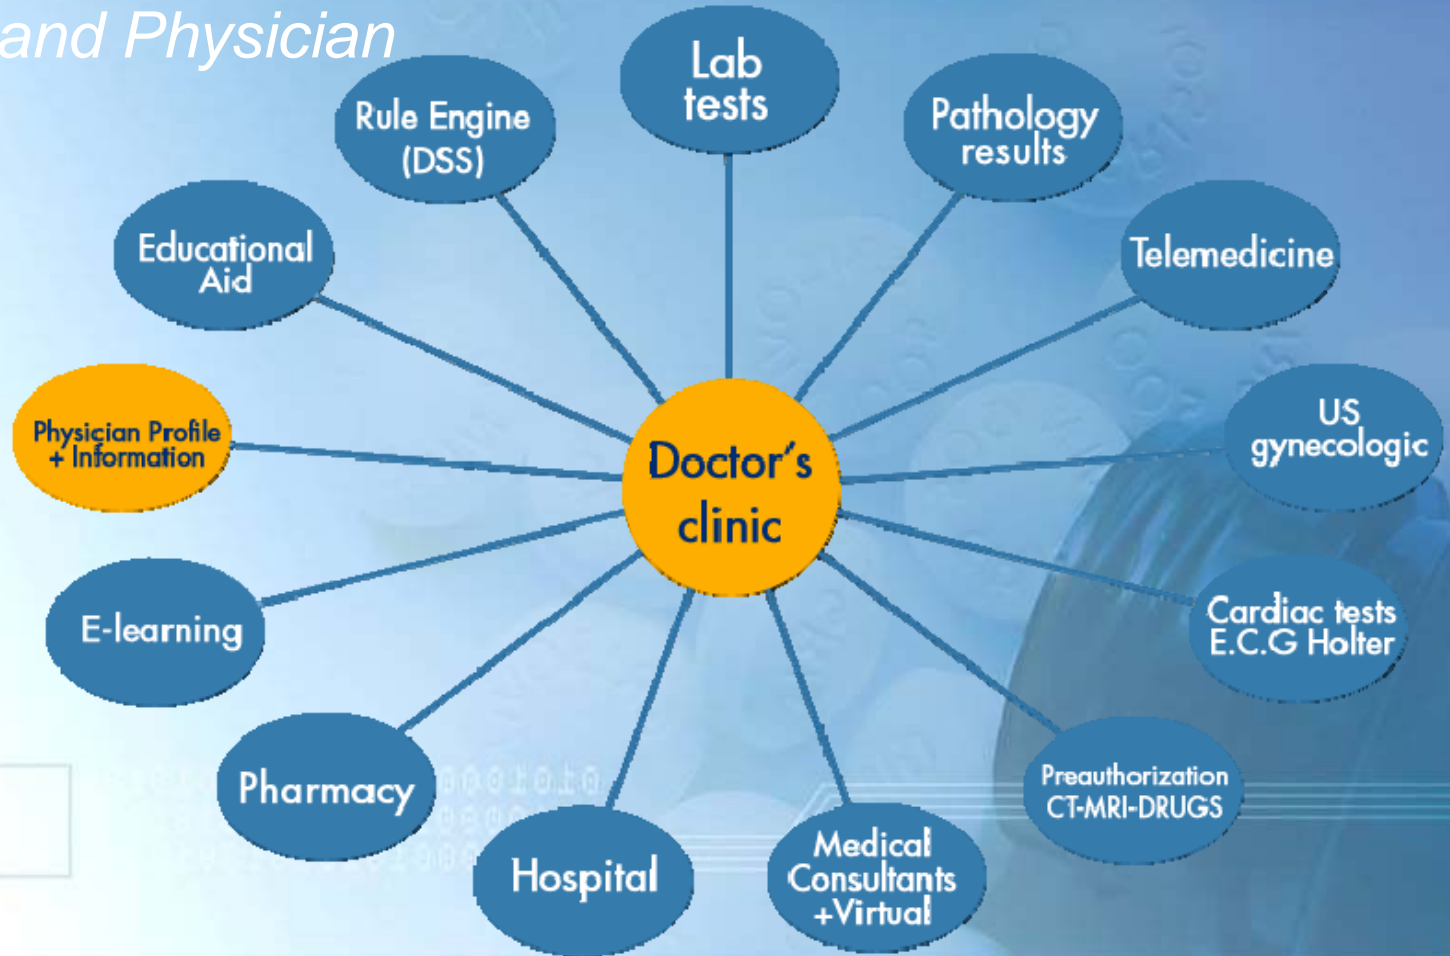 and Physician
Lab
tests
Rule Engine
(DSS)
Pathology
results
Educational
Aid
Telemedicine
Physician Profile
+ Information
US
gynecologic
Doctor's
clinic
E-learning
Cardiac tests
E.C.G Holter
Pharmacy
Preauthorization
CT-MRI-DRUGS
Hospital
Medical
Consultants
+Virtual